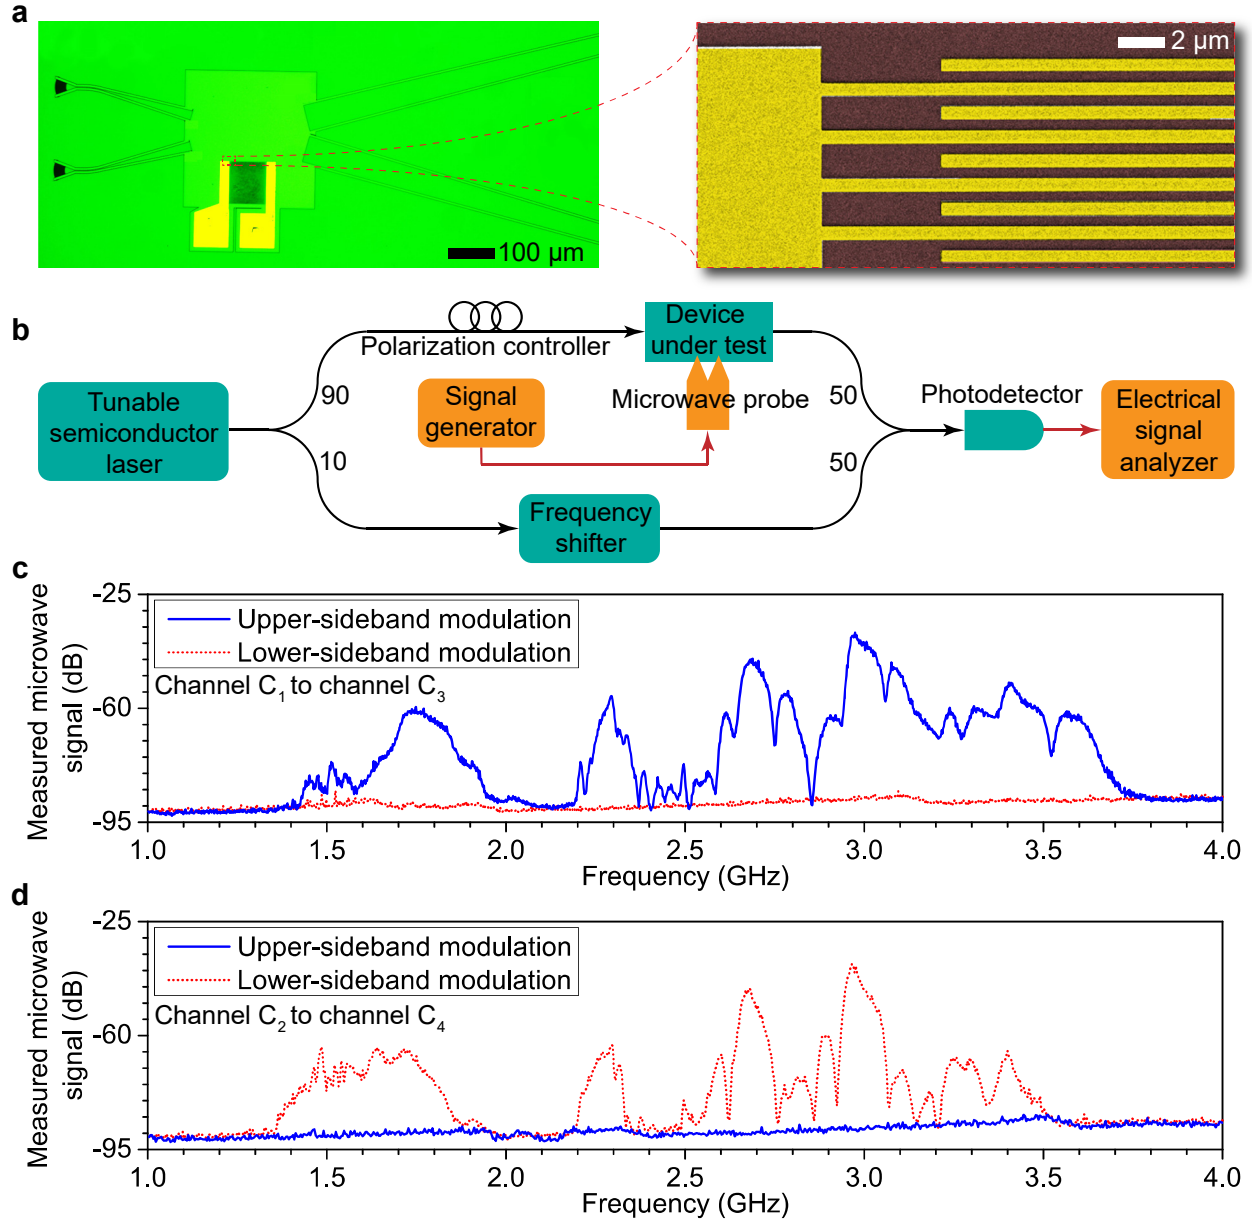 a
100 µm
2 µm
b
Tunable
semiconductor
laser
90
10
Polarization controller
Signal
generator
Device
under test
Microwave probe
Frequency
shifter
50
50
Photodetector
Electrical
signal
analyzer
c
Measured microwave
signal (dB)
-25
-60
-95
Upper-sideband modulation
Lower-sideband modulation
Channel C1 to channel C3
1.0 1.5 2.0 2.5 3.0 3.5 4.0
Frequency (GHz)
d
Measured microwave
signal (dB)
-25
-60
-95
Upper-sideband modulation
Lower-sideband modulation
Channel C2 to channel C4
1.0 1.5 2.0 2.5 3.0 3.5 4.0
Frequency (GHz)